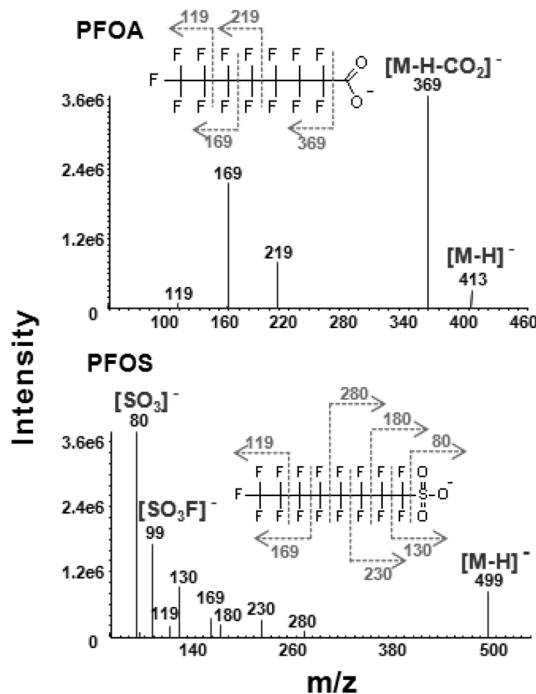 PFOA
119 219
F F F F F F F
F O
F F F F F F F O⁻
169 369
[M-H-CO₂]⁻
369
3.6e6
2.4e6
1.2e6
0
169
219
119
[M-H]⁻
413
100 160 220 280 340 400 460
Intensity
PFOS
[SO₃]⁻
80
280
180
80
119
F F F F F F F F O
F S O⁻
F F F F F F F F O
169 130
230
3.6e6
2.4e6
1.2e6
0
[SO₃F]⁻
99
130
119
169
180
230
280
[M-H]⁻
499
140 260 380 500
m/z